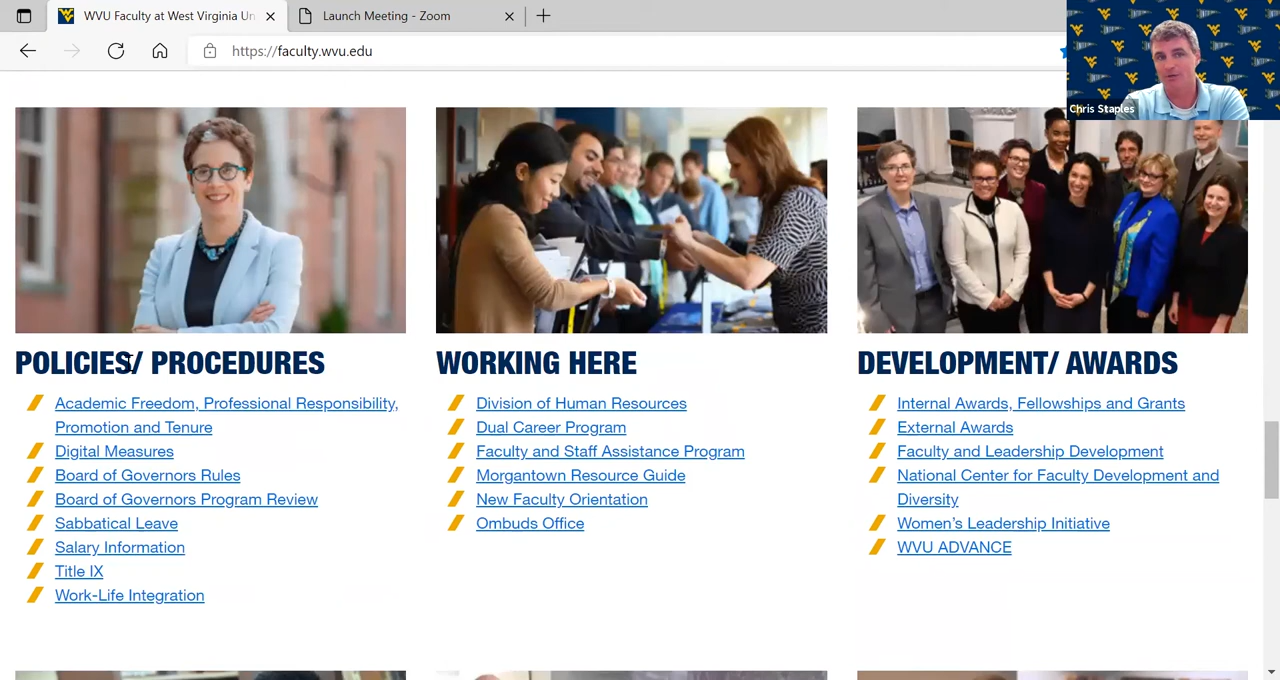 WVU Faculty at West Virginia Un
Launch Meeting - Zoom
https://faculty.wvu.edu
Chris Staples
POLICIES/ PROCEDURES
Academic Freedom, Professional Responsibility,
Promotion and Tenure
Digital Measures
Board of Governors Rules
Board of Governors Program Review
Sabbatical Leave
Salary Information
Title IX
Work-Life Integration
WORKING HERE
Division of Human Resources
Dual Career Program
Faculty and Staff Assistance Program
Morgantown Resource Guide
New Faculty Orientation
Ombuds Office
DEVELOPMENT/ AWARDS
Internal Awards, Fellowships and Grants
External Awards
Faculty and Leadership Development
National Center for Faculty Development and
Diversity
Women's Leadership Initiative
WVU ADVANCE